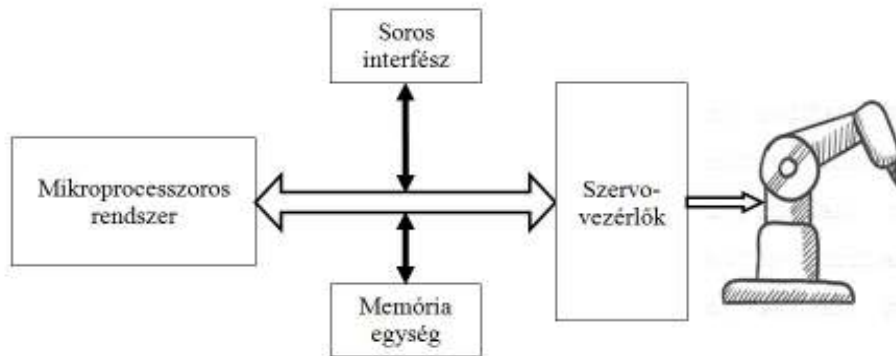 Soros
interfész
Mikroprocesszoros
rendszer
Szervo-
vezérlők
Memória
egység